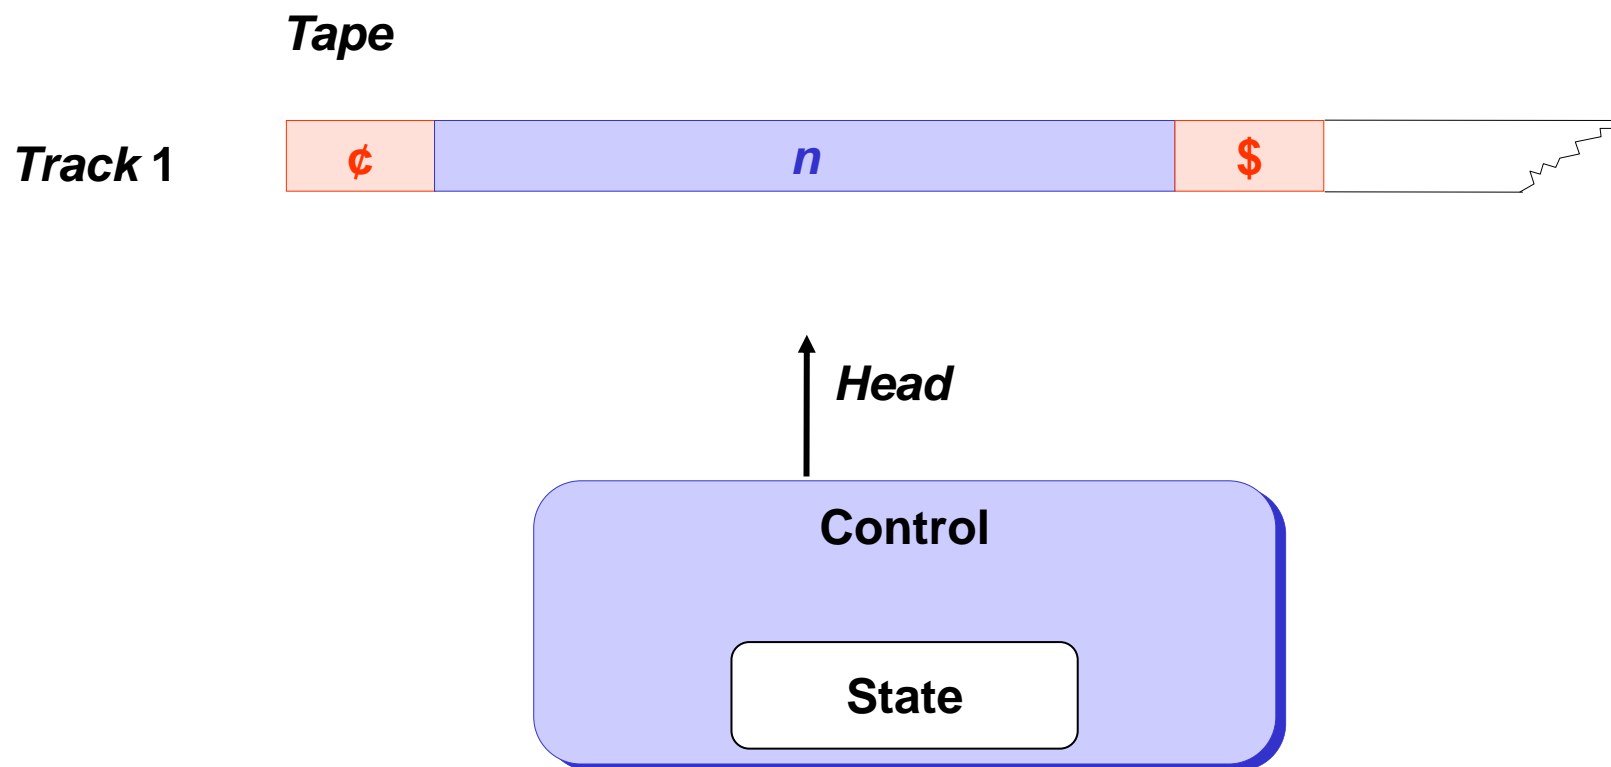 Tape
Track 1 ¢ n $
Head
Control
State